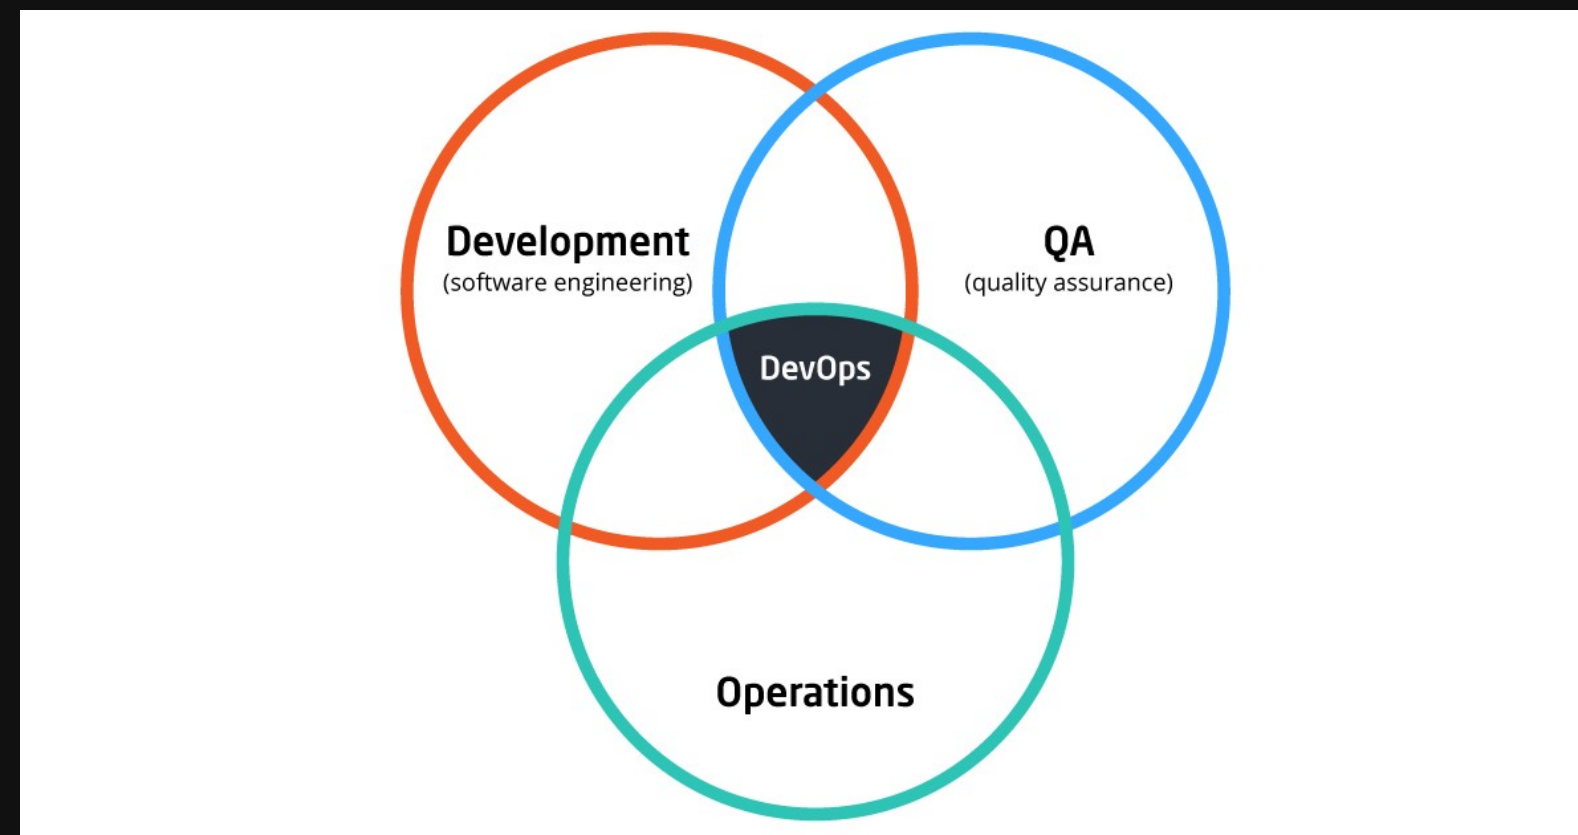 Development
(software engineering)
QA
(quality assurance)
DevOps
Operations